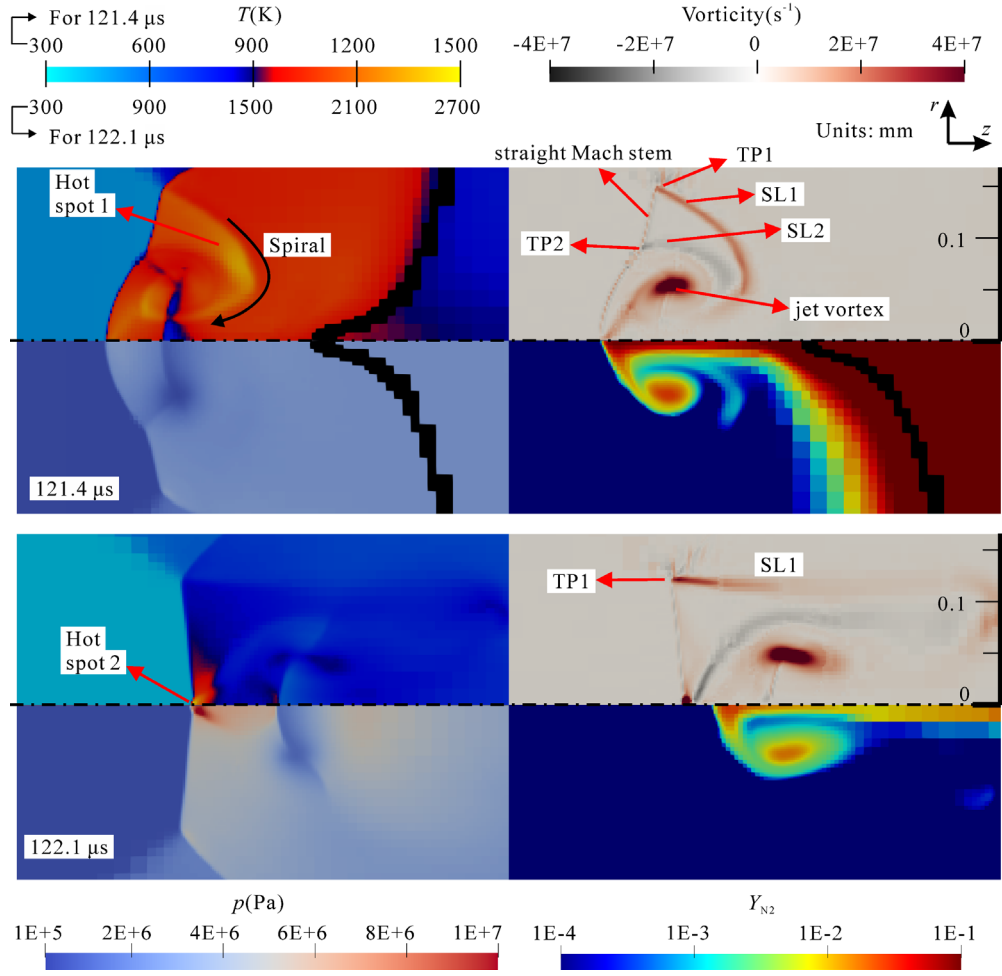 For 121.4 μs
T(K)
Vorticity(s⁻¹)
300 600 900 1200 1500
-4E+7 -2E+7 0 2E+7 4E+7
300 900 1500 2100 2700
For 122.1 μs
r
z
Units: mm
straight Mach stem
TP1
Hot
spot 1
SL1
Spiral
TP2
SL2
0.1
jet vortex
0
121.4 μs
TP1
SL1
0.1
Hot
spot 2
0
122.1 μs
p(Pa)
Y_N2
1E+5 2E+6 4E+6 6E+6 8E+6 1E+7
1E-4 1E-3 1E-2 1E-1